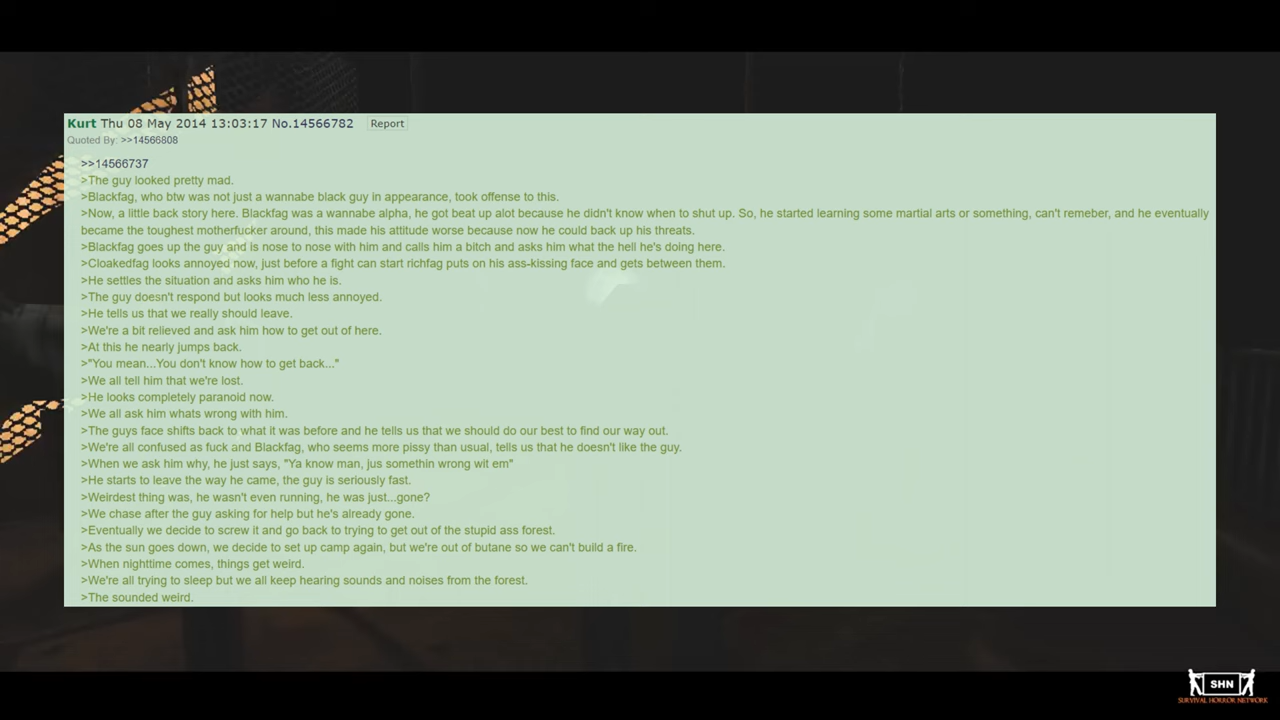 Kurt Thu 08 May 2014 13:03:17 No.14566782 Report
Quoted By: >>14566808
>>14566737
>The guy looked pretty mad.
>Blackfag, who btw was not just a wannabe black guy in appearance, took offense to this.
>Now, a little back story here. Blackfag was a wannabe alpha, he got beat up alot because he didn't know when to shut up. So, he started learning some martial arts or something, can't remeber, and he eventually
became the toughest motherfucker around, this made his attitude worse because now he could back up his threats.
>Blackfag goes up the guy and is nose to nose with him and calls him a bitch and asks him what the hell he's doing here.
>Cloakedfag looks annoyed now, just before a fight can start richfag puts on his ass-kissing face and gets between them.
>He settles the situation and asks him who he is.
>The guy doesn't respond but looks much less annoyed.
>He tells us that we really should leave.
>We're a bit relieved and ask him how to get out of here.
>At this he nearly jumps back.
>"You mean...You don't know how to get back..."
>We all tell him that we're lost.
>He looks completely paranoid now.
>We all ask him whats wrong with him.
>The guys face shifts back to what it was before and he tells us that we should do our best to find our way out.
>We're all confused as fuck and Blackfag, who seems more pissy than usual, tells us that he doesn't like the guy.
>When we ask him why, he just says, "Ya know man, jus somethin wrong wit em"
>He starts to leave the way he came, the guy is seriously fast.
>Weirdest thing was, he wasn't even running, he was just...gone?
>We chase after the guy asking for help but he's already gone.
>Eventually we decide to screw it and go back to trying to get out of the stupid ass forest.
>As the sun goes down, we decide to set up camp again, but we're out of butane so we can't build a fire.
>When nighttime comes, things get weird.
>We're all trying to sleep but we all keep hearing sounds and noises from the forest.
>The sounded weird.
SHN
SURVIVAL HORROR NETWORK